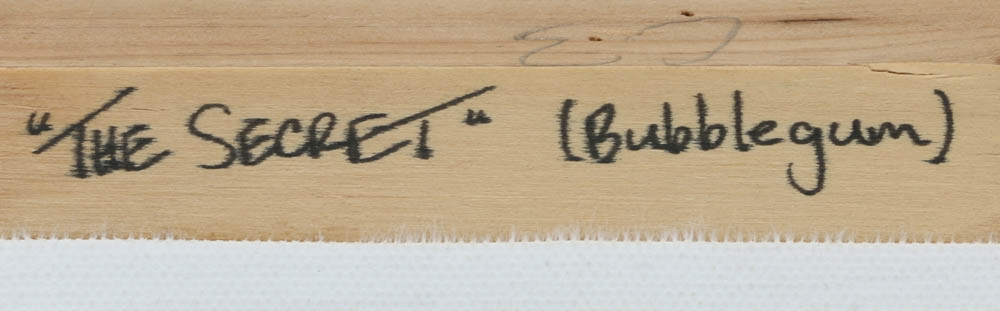 "THE SECRET" (Bubblegum)